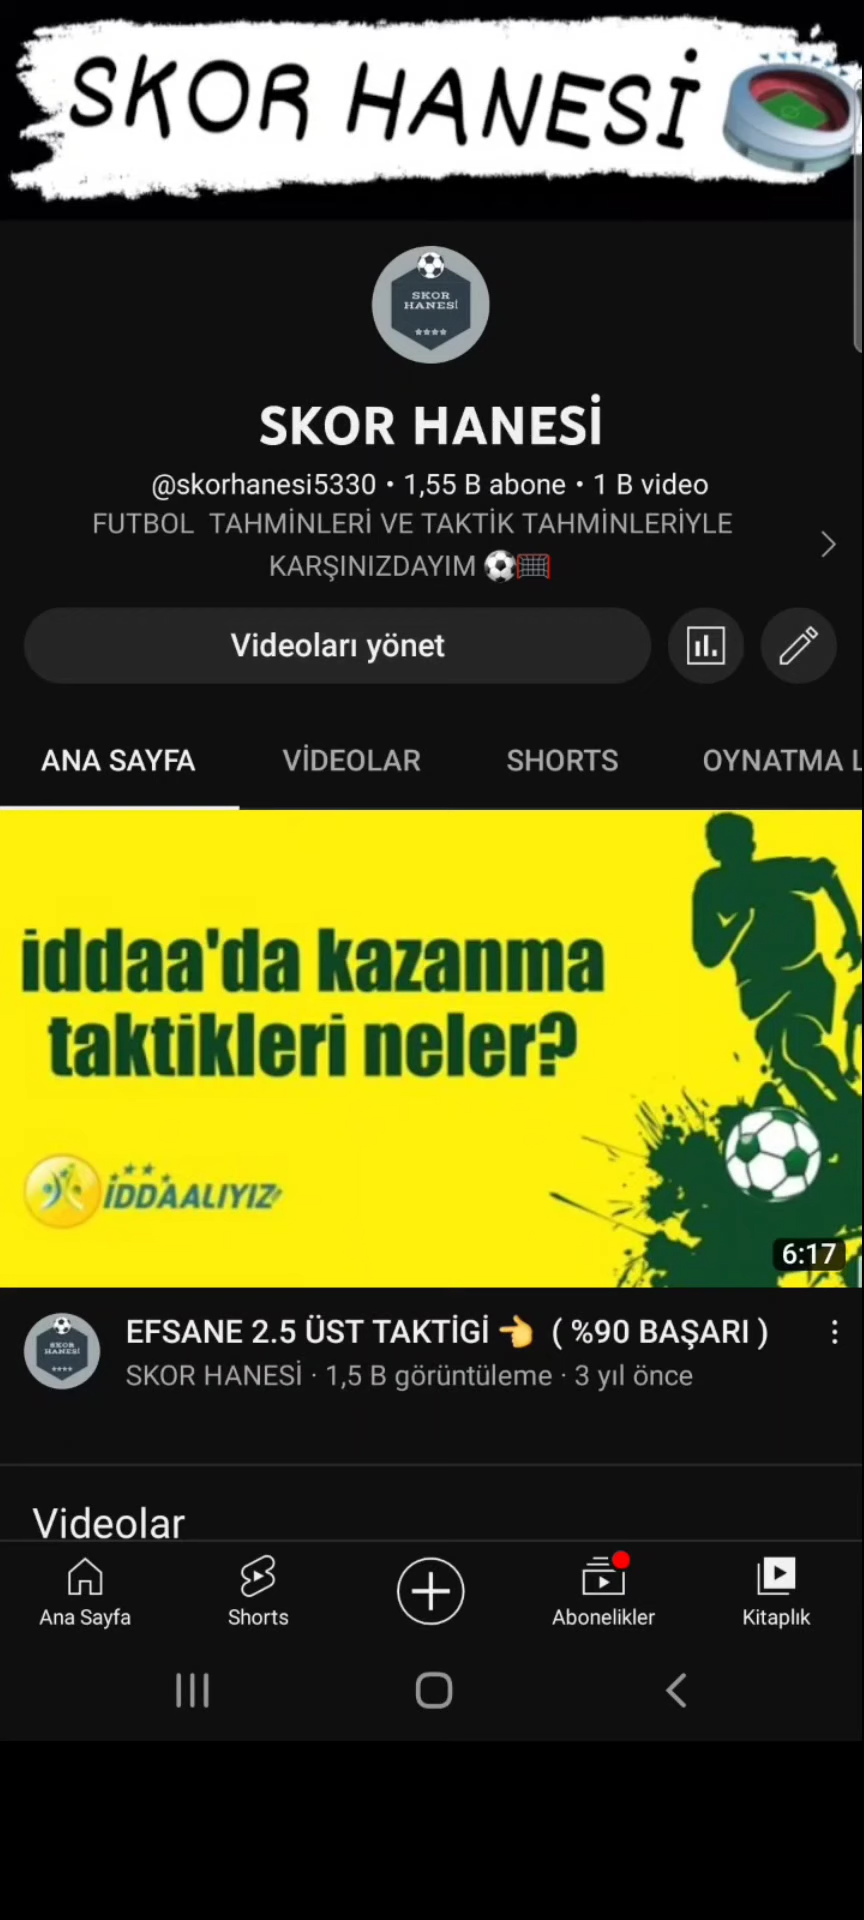 SKOR HANESİ
SKOR
HANESİ
SKOR HANESİ
@skorhanesi5330 • 1,55 B abone • 1 B video
FUTBOL TAHMİNLERİ VE TAKTİK TAHMİNLERİYLE
KARŞINIZDAYIM ⚽🥅
Videoları yönet
ANA SAYFA VİDEOLAR SHORTS OYNATMA L
iddaa'da kazanma
taktikleri neler?
İDDAALIYIZ
6:17
SKOR
HANESİ
EFSANE 2.5 ÜST TAKTİGİ 👈 ( %90 BAŞARI )
SKOR HANESİ · 1,5 B görüntüleme · 3 yıl önce
Videolar
Ana Sayfa Shorts Abonelikler Kitaplık